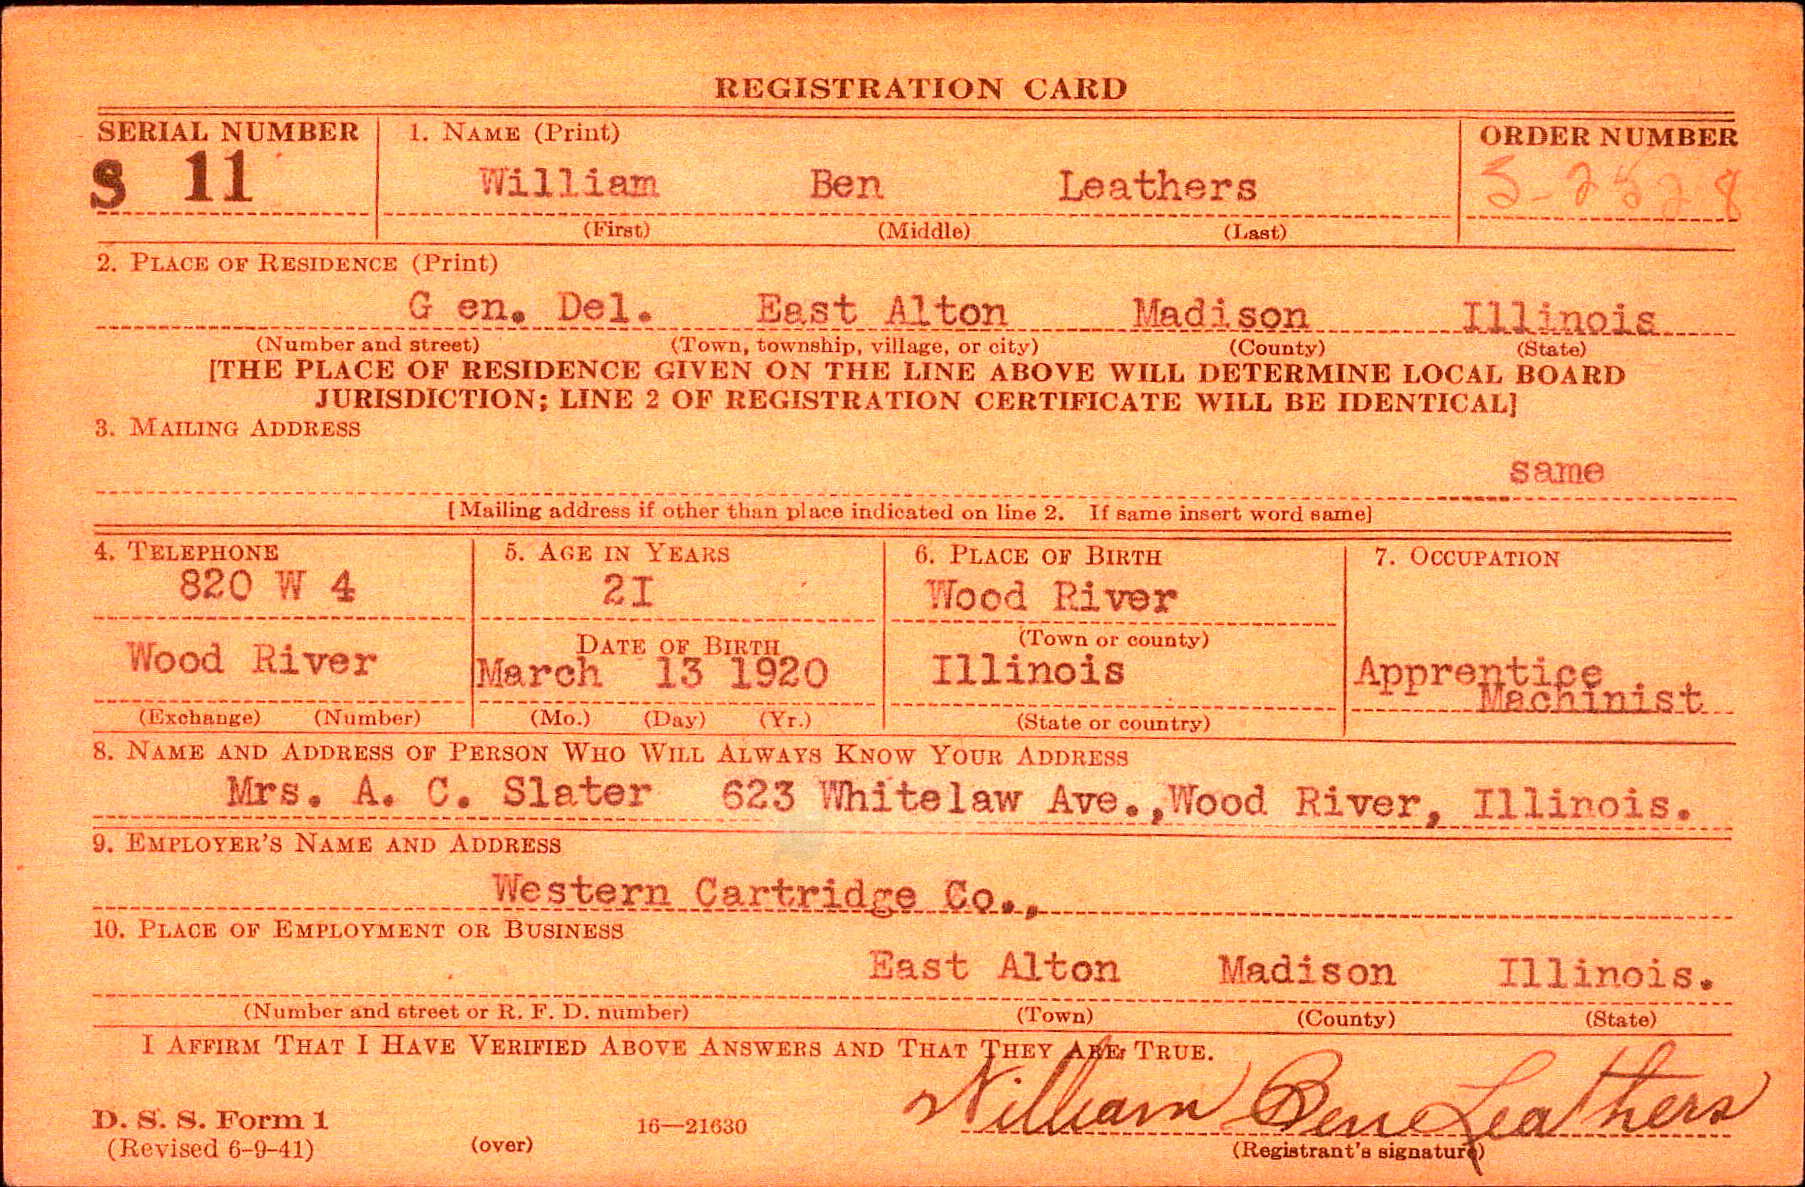 REGISTRATION CARD
SERIAL NUMBER 1. NAME (Print) ORDER NUMBER
S 11 William Ben Leathers S-2528
(First) (Middle) (Last)
2. PLACE OF RESIDENCE (Print)
G en. Del. East Alton Madison Illinois
(Number and street) (Town, township, village, or city) (County) (State)
[THE PLACE OF RESIDENCE GIVEN ON THE LINE ABOVE WILL DETERMINE LOCAL BOARD
JURISDICTION; LINE 2 OF REGISTRATION CERTIFICATE WILL BE IDENTICAL]
3. MAILING ADDRESS
same
[Mailing address if other than place indicated on line 2. If same insert word same]
4. TELEPHONE 5. AGE IN YEARS 6. PLACE OF BIRTH 7. OCCUPATION
820 W 4 2I Wood River
DATE OF BIRTH (Town or county)
Wood River March 13 1920 Illinois Apprentice
Machinist
(Exchange) (Number) (Mo.) (Day) (Yr.) (State or country)
8. NAME AND ADDRESS OF PERSON WHO WILL ALWAYS KNOW YOUR ADDRESS
Mrs. A. C. Slater 623 Whitelaw Ave.,Wood River, Illinois.
9. EMPLOYER'S NAME AND ADDRESS
Western Cartridge Co.,
10. PLACE OF EMPLOYMENT OR BUSINESS
East Alton Madison Illinois.
(Number and street or R. F. D. number) (Town) (County) (State)
I AFFIRM THAT I HAVE VERIFIED ABOVE ANSWERS AND THAT THEY ARE TRUE.
William Ben Leathers
D. S. S. Form 1 16—21630
(Revised 6-9-41) (over) (Registrant's signature)